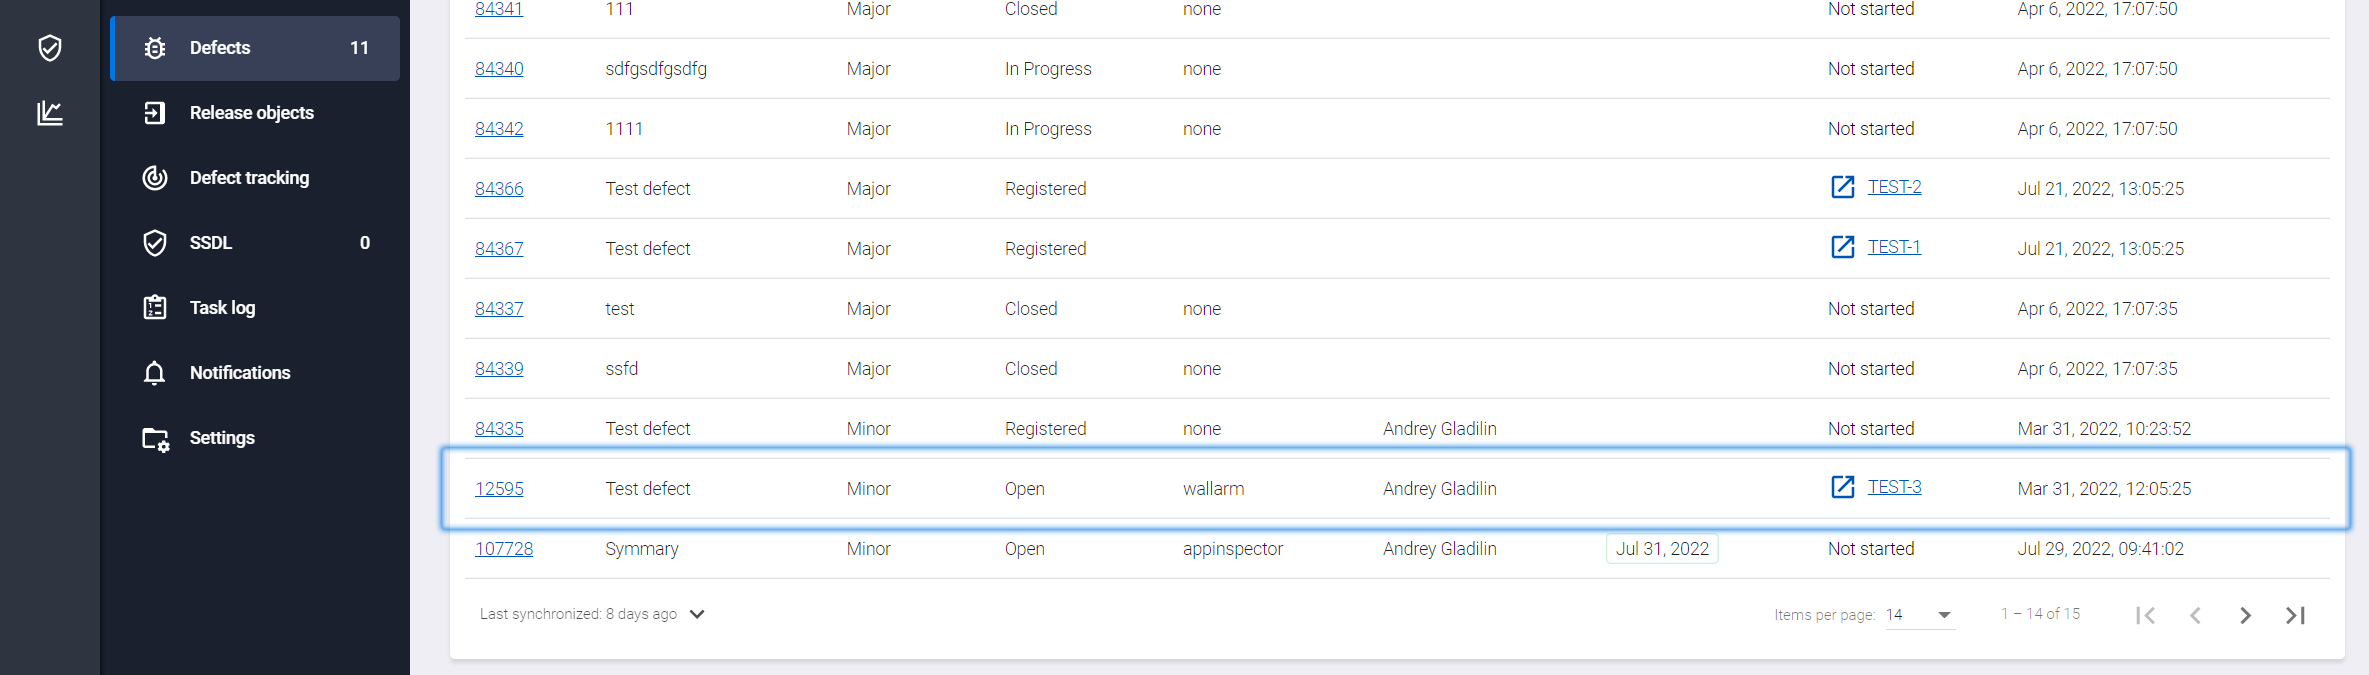 Defects 11
Release objects
Defect tracking
SSDL 0
Task log
Notifications
Settings
84341 111 Major Closed none Not started Apr 6, 2022, 17:07:50
84340 sdfgsdfgsdfg Major In Progress none Not started Apr 6, 2022, 17:07:50
84342 1111 Major In Progress none Not started Apr 6, 2022, 17:07:50
84366 Test defect Major Registered TEST-2 Jul 21, 2022, 13:05:25
84367 Test defect Major Registered TEST-1 Jul 21, 2022, 13:05:25
84337 test Major Closed none Not started Apr 6, 2022, 17:07:35
84339 ssfd Major Closed none Not started Apr 6, 2022, 17:07:35
84335 Test defect Minor Registered none Andrey Gladilin Not started Mar 31, 2022, 10:23:52
12595 Test defect Minor Open wallarm Andrey Gladilin TEST-3 Mar 31, 2022, 12:05:25
107728 Symmary Minor Open appinspector Andrey Gladilin Jul 31, 2022 Not started Jul 29, 2022, 09:41:02
Last synchronized: 8 days ago Items per page: 14 1 – 14 of 15